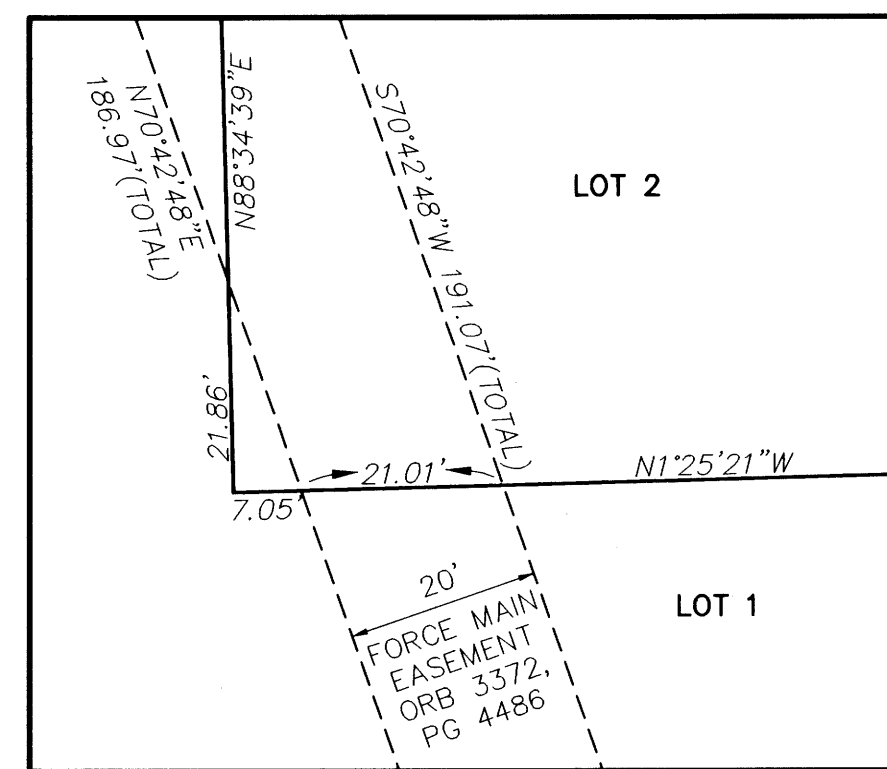 N70°42'48"E
186.97'(TOTAL)
N88°34'39"E
S70°42'48"W 191.07'(TOTAL)
LOT 2
21.86'
7.05'
21.01'
N1°25'21"W
20'
FORCE MAIN
EASEMENT
ORB 3372,
PG 4486
LOT 1